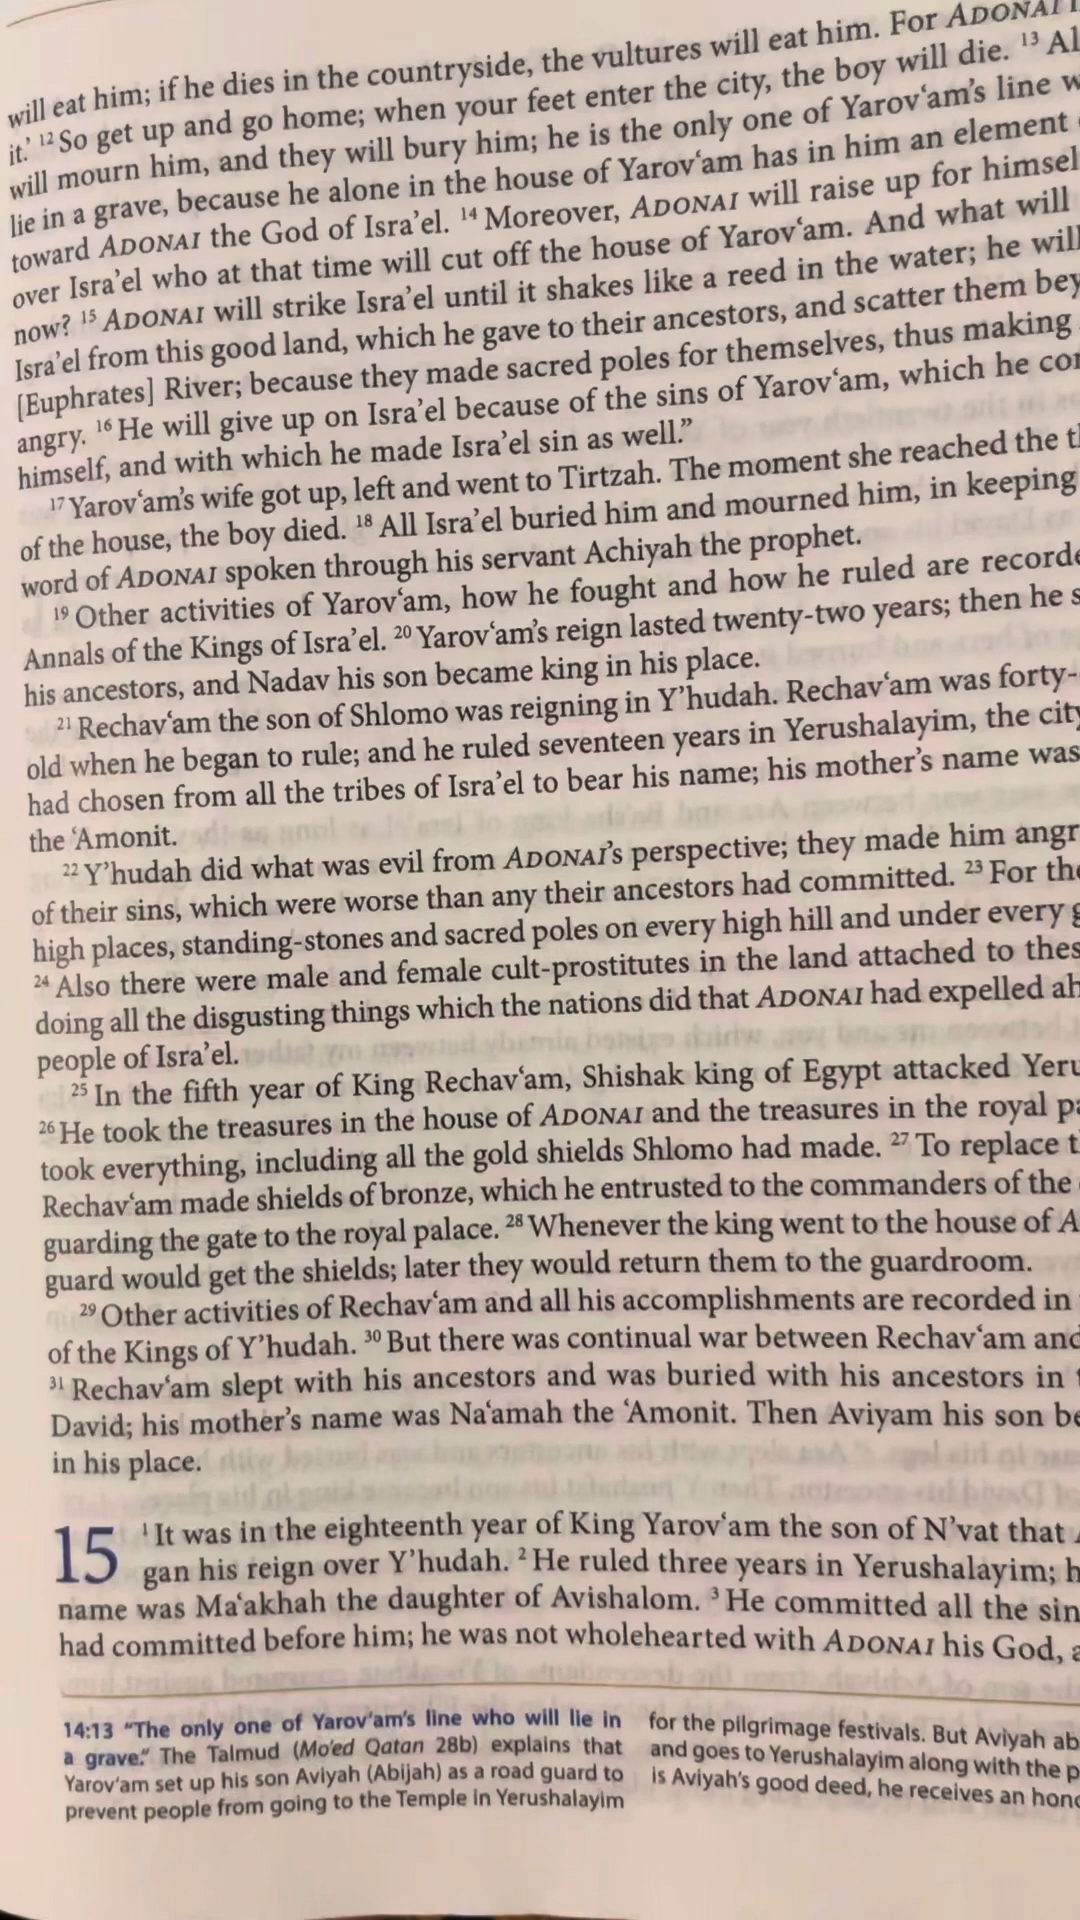 will eat him; if he dies in the countryside, the vultures will eat him. For ADONAI
it.’ 12 So get up and go home; when your feet enter the city, the boy will die. 13
will mourn him, and they will bury him; he is the only one of Yarov‘am’s line
lie in a grave, because he alone in the house of Yarov‘am has in him an element
toward ADONAI the God of Isra’el. 14 Moreover, ADONAI will raise up for
over Isra’el who at that time will cut off the house of Yarov‘am. And what will
now? 15 ADONAI will strike Isra’el until it shakes like a reed in the water; he will
Isra’el from this good land, which he gave to their ancestors, and scatter them
[Euphrates] River; because they made sacred poles for themselves, thus making
angry. 16 He will give up on Isra’el because of the sins of Yarov‘am, which he
himself, and with which he made Isra’el sin as well.”
17 Yarov‘am’s wife got up, left and went to Tirtzah. The moment she reached the
of the house, the boy died. 18 All Isra’el buried him and mourned him, in keeping
word of ADONAI spoken through his servant Achiyah the prophet.
19 Other activities of Yarov‘am, how he fought and how he ruled are
Annals of the Kings of Isra’el. 20 Yarov‘am’s reign lasted twenty-two years; then he
his ancestors, and Nadav his son became king in his place.
21 Rechav‘am the son of Shlomo was reigning in Y’hudah. Rechav‘am was forty-
old when he began to rule; and he ruled seventeen years in Yerushalayim, the city
had chosen from all the tribes of Isra’el to bear his name; his mother’s name was
the ‘Amonit.
22 Y’hudah did what was evil from ADONAI’s perspective; they made him
of their sins, which were worse than any their ancestors had committed. 23 For
high places, standing-stones and sacred poles on every high hill and under every
24 Also there were male and female cult-prostitutes in the land attached to
doing all the disgusting things which the nations did that ADONAI had expelled
people of Isra’el.
25 In the fifth year of King Rechav‘am, Shishak king of Egypt attacked
26 He took the treasures in the house of ADONAI and the treasures in the royal
took everything, including all the gold shields Shlomo had made. 27 To replace
Rechav‘am made shields of bronze, which he entrusted to the commanders of the
guarding the gate to the royal palace. 28 Whenever the king went to the house of
guard would get the shields; later they would return them to the guardroom.
29 Other activities of Rechav‘am and all his accomplishments are recorded in
of the Kings of Y’hudah. 30 But there was continual war between Rechav‘am and
31 Rechav‘am slept with his ancestors and was buried with his ancestors in
David; his mother’s name was Na‘amah the ‘Amonit. Then Aviyam his son
in his place.
15 1 It was in the eighteenth year of King Yarov‘am the son of N’vat that
gan his reign over Y’hudah. 2 He ruled three years in Yerushalayim;
name was Ma‘akhah the daughter of Avishalom. 3 He committed all the
had committed before him; he was not wholehearted with ADONAI his God,
14:13 “The only one of Yarov‘am’s line who will lie in
a grave.” The Talmud (Mo‘ed Qatan 28b) explains that
Yarov‘am set up his son Aviyah (Abijah) as a road guard to
prevent people from going to the Temple in Yerushalayim
for the pilgrimage festivals. But Aviyah
and goes to Yerushalayim along with the
is Aviyah’s good deed, he receives an